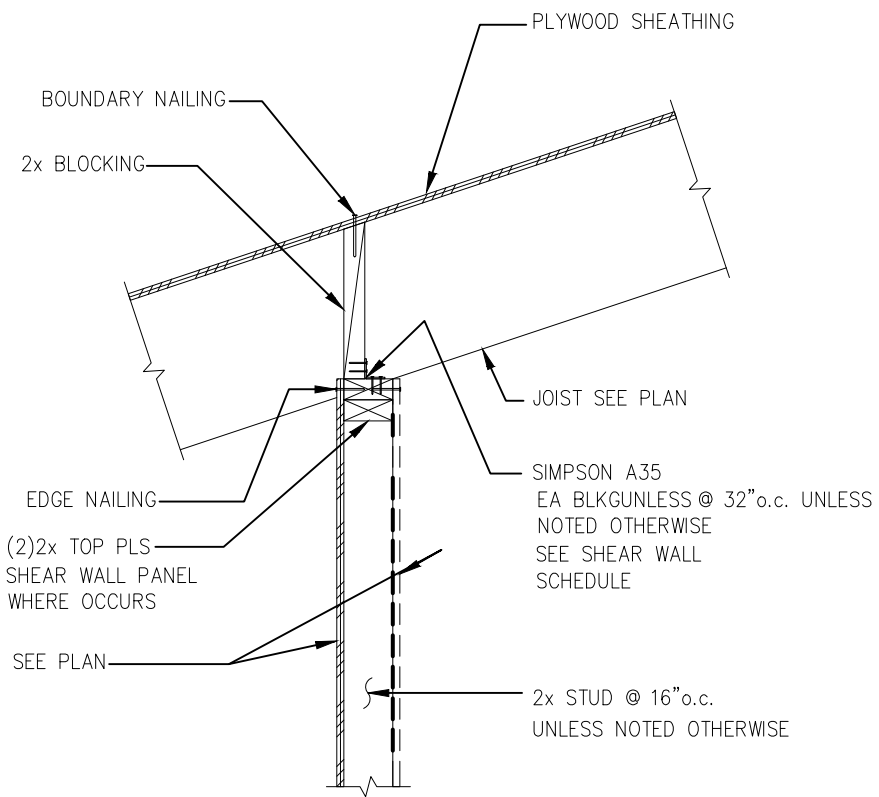 PLYWOOD SHEATHING
BOUNDARY NAILING
2x BLOCKING
JOIST SEE PLAN
SIMPSON A35
EA BLKGUNLESS @ 32"o.c. UNLESS
NOTED OTHERWISE
SEE SHEAR WALL
SCHEDULE
EDGE NAILING
(2)2x TOP PLS
SHEAR WALL PANEL
WHERE OCCURS
SEE PLAN
2x STUD @ 16"o.c.
UNLESS NOTED OTHERWISE